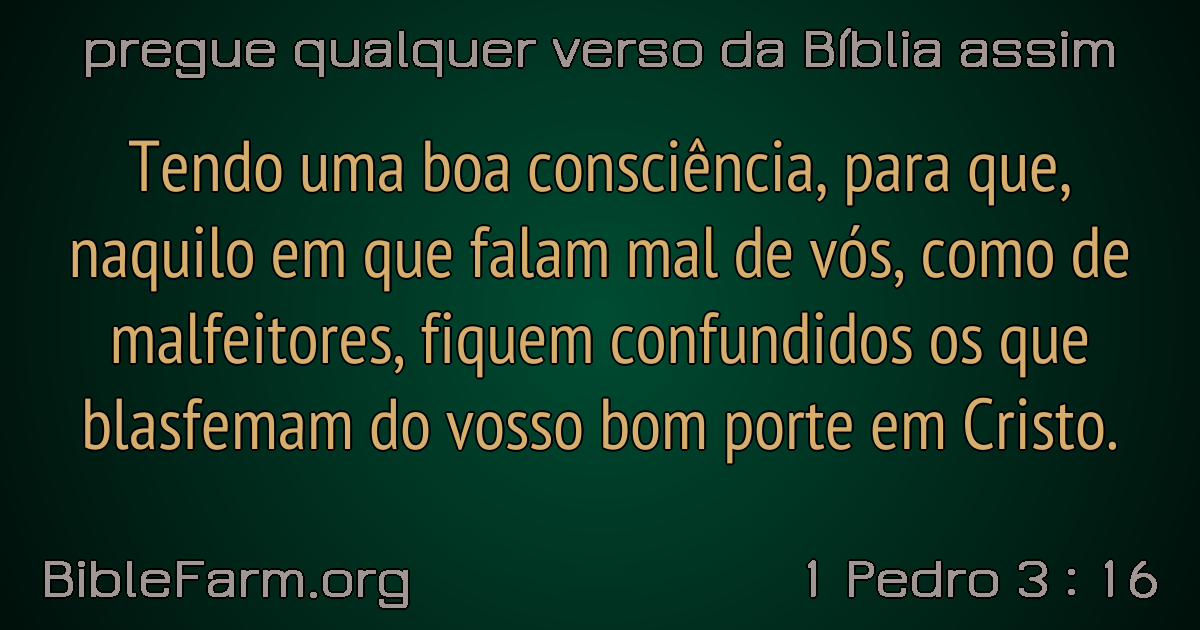 pregue qualquer verso da Bíblia assim
Tendo uma boa consciência, para que,
naquilo em que falam mal de vós, como de
malfeitores, fiquem confundidos os que
blasfemam do vosso bom porte em Cristo.
BibleFarm.org
1 Pedro 3 : 16